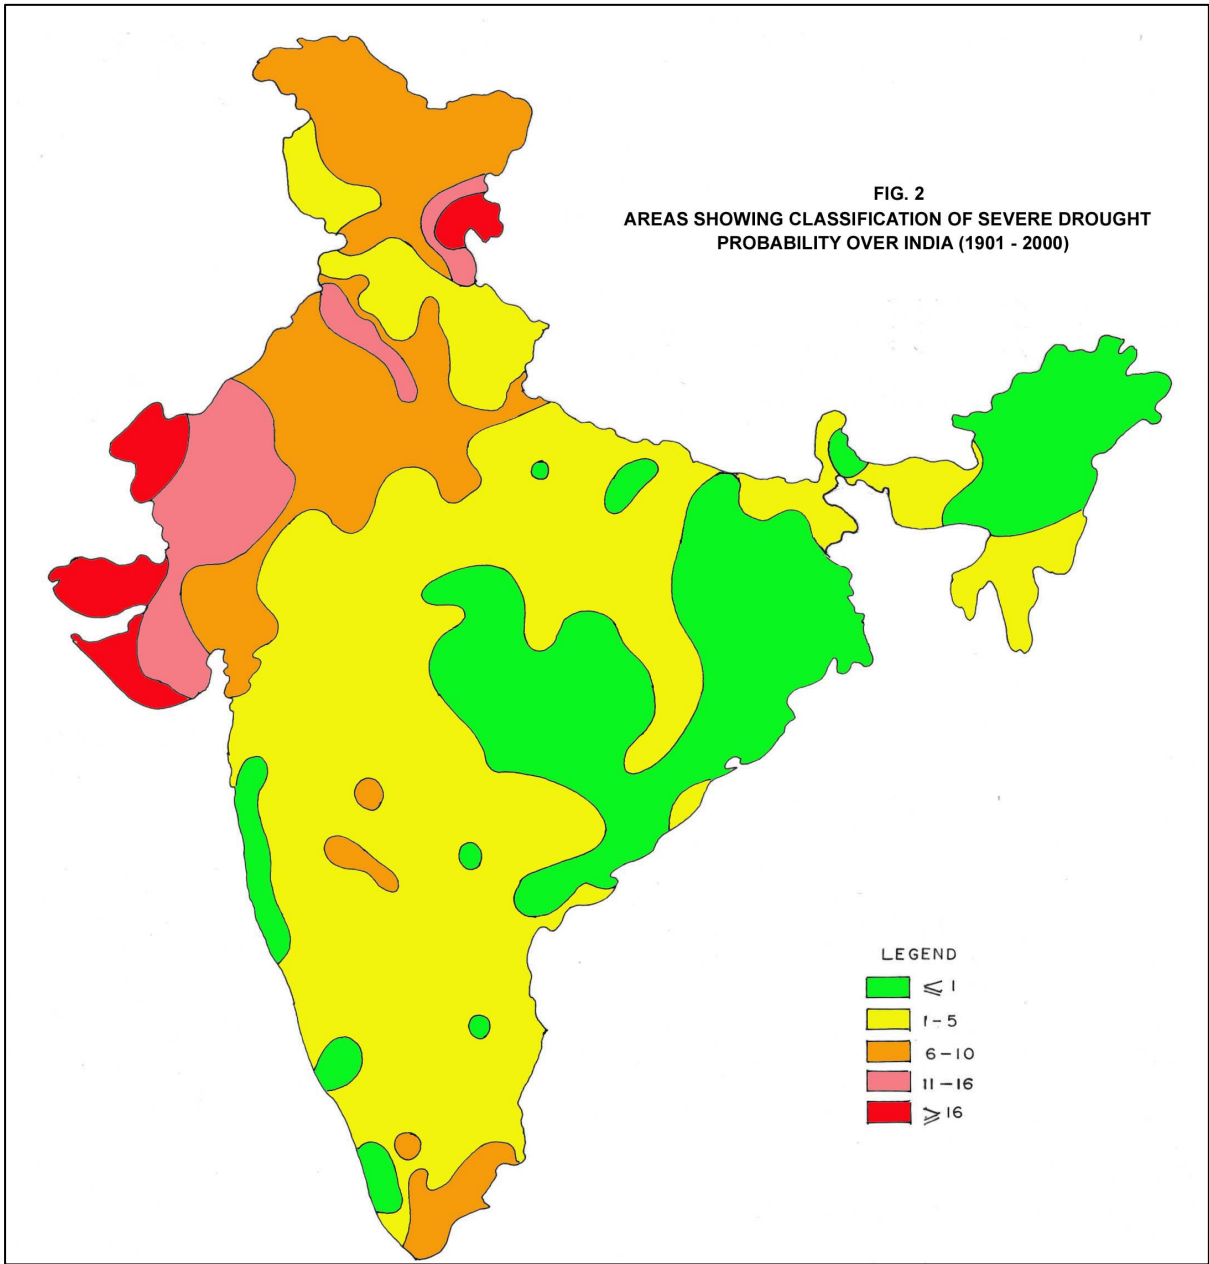 FIG. 2
AREAS SHOWING CLASSIFICATION OF SEVERE DROUGHT
PROBABILITY OVER INDIA (1901 - 2000)
LEGEND
⩽ 1
1-5
6-10
11-16
⩾ 16